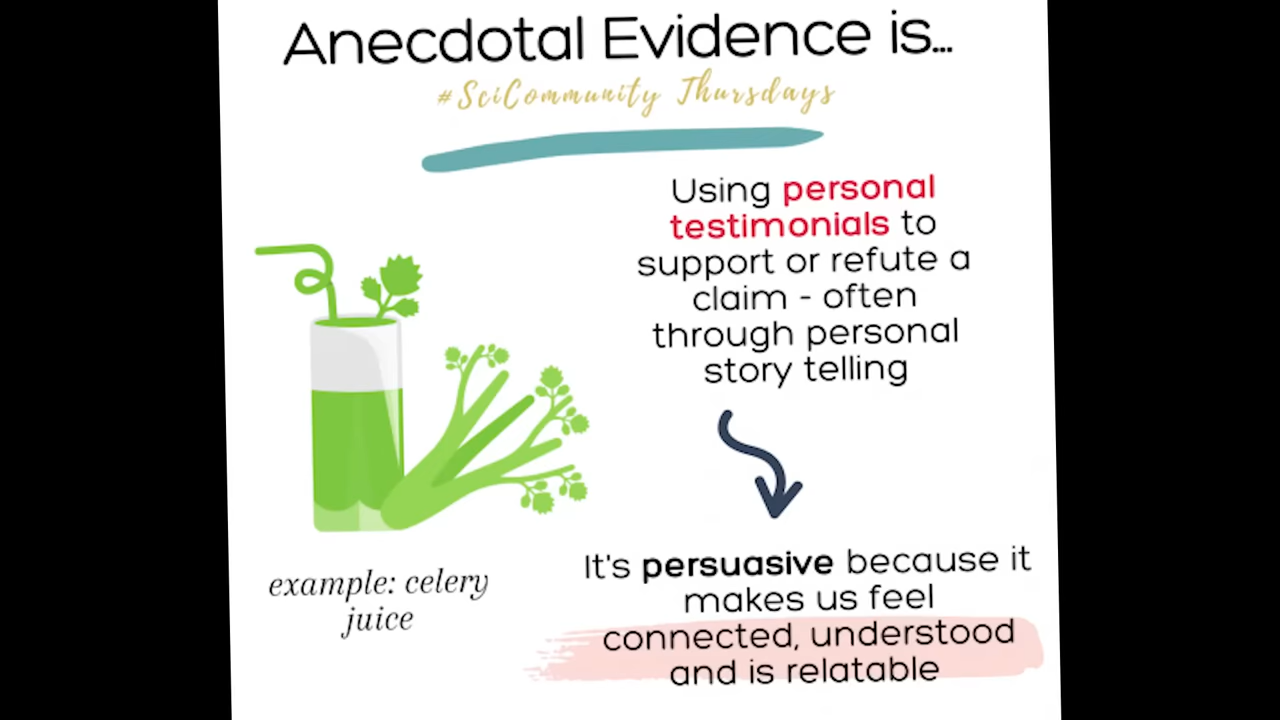 Anecdotal Evidence is...
#SciCommunity Thursdays
Using personal
testimonials to
support or refute a
claim - often
through personal
story telling
example: celery
juice
It's persuasive because it
makes us feel
connected, understood
and is relatable